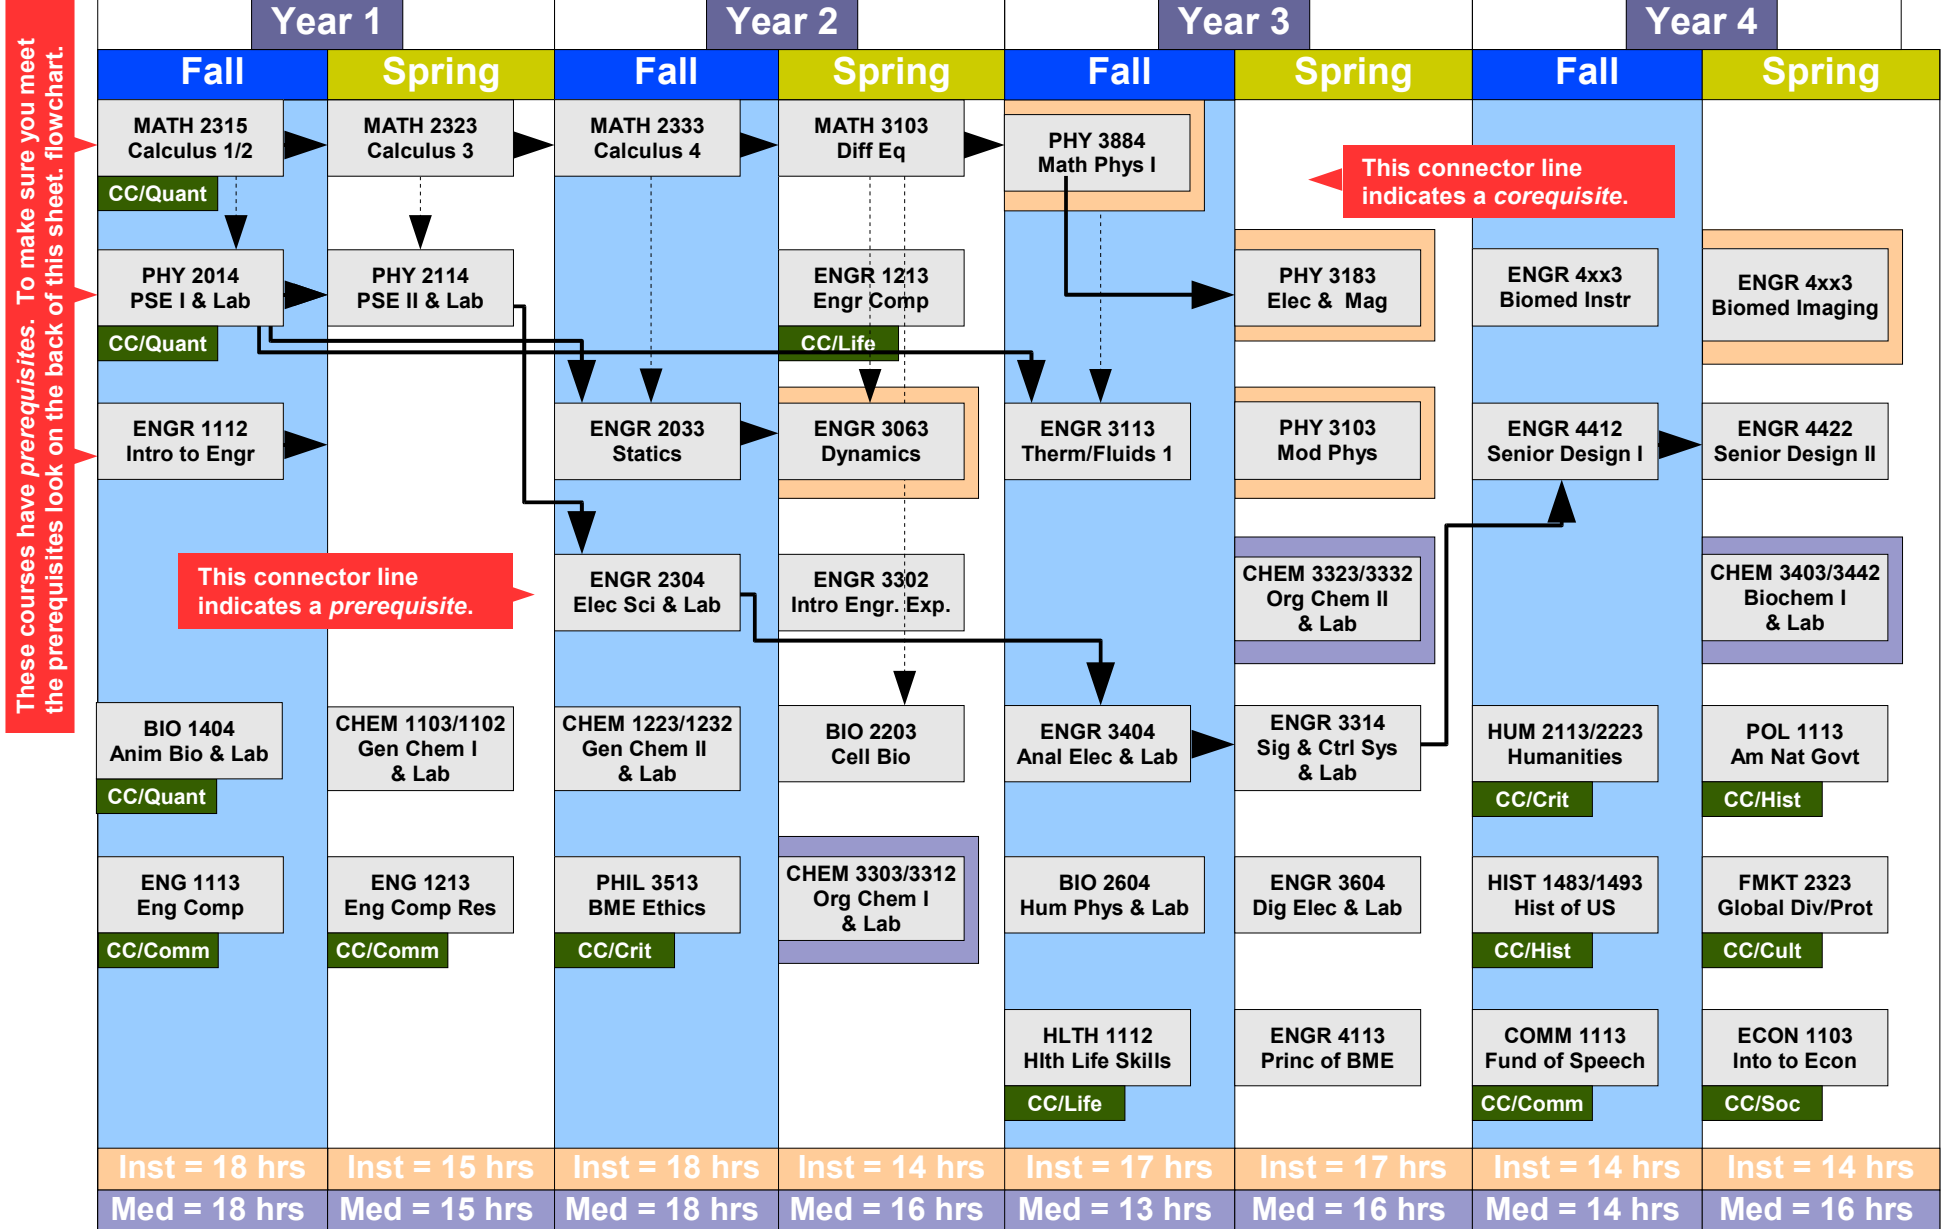 These courses have prerequisites.  To make sure you meet
the prerequisites look on the back of this sheet. flowchart.
Year 1
Year 2
Year 3
Year 4
Fall
Spring
Fall
Spring
Fall
Spring
Fall
Spring
MATH 2315
Calculus 1/2
CC/Quant
MATH 2323
Calculus 3
MATH 2333
Calculus 4
MATH 3103
Diff Eq
PHY 3884
Math Phys I
This connector line
indicates a corequisite.
PHY 2014
PSE I & Lab
CC/Quant
PHY 2114
PSE II & Lab
ENGR 1213
Engr Comp
CC/Life
PHY 3183
Elec &  Mag
ENGR 4xx3
Biomed Instr
ENGR 4xx3
Biomed Imaging
ENGR 1112
Intro to Engr
ENGR 2033
Statics
ENGR 3063
Dynamics
ENGR 3113
Therm/Fluids 1
PHY 3103
Mod Phys
ENGR 4412
Senior Design I
ENGR 4422
Senior Design II
This connector line
indicates a prerequisite.
ENGR 2304
Elec Sci & Lab
ENGR 3302
Intro Engr. Exp.
CHEM 3323/3332
Org Chem II
& Lab
CHEM 3403/3442
Biochem I
& Lab
BIO 1404
Anim Bio & Lab
CC/Quant
CHEM 1103/1102
Gen Chem I
& Lab
CHEM 1223/1232
Gen Chem II
& Lab
BIO 2203
Cell Bio
ENGR 3404
Anal Elec & Lab
ENGR 3314
Sig & Ctrl Sys
& Lab
HUM 2113/2223
Humanities
CC/Crit
POL 1113
Am Nat Govt
CC/Hist
ENG 1113
Eng Comp
CC/Comm
ENG 1213
Eng Comp Res
CC/Comm
PHIL 3513
BME Ethics
CC/Crit
CHEM 3303/3312
Org Chem I
& Lab
BIO 2604
Hum Phys & Lab
ENGR 3604
Dig Elec & Lab
HIST 1483/1493
Hist of US
CC/Hist
FMKT 2323
Global Div/Prot
CC/Cult
HLTH 1112
Hlth Life Skills
CC/Life
ENGR 4113
Princ of BME
COMM 1113
Fund of Speech
CC/Comm
ECON 1103
Into to Econ
CC/Soc
Inst = 18 hrs
Inst = 15 hrs
Inst = 18 hrs
Inst = 14 hrs
Inst = 17 hrs
Inst = 17 hrs
Inst = 14 hrs
Inst = 14 hrs
Med = 18 hrs
Med = 15 hrs
Med = 18 hrs
Med = 16 hrs
Med = 13 hrs
Med = 16 hrs
Med = 14 hrs
Med = 16 hrs